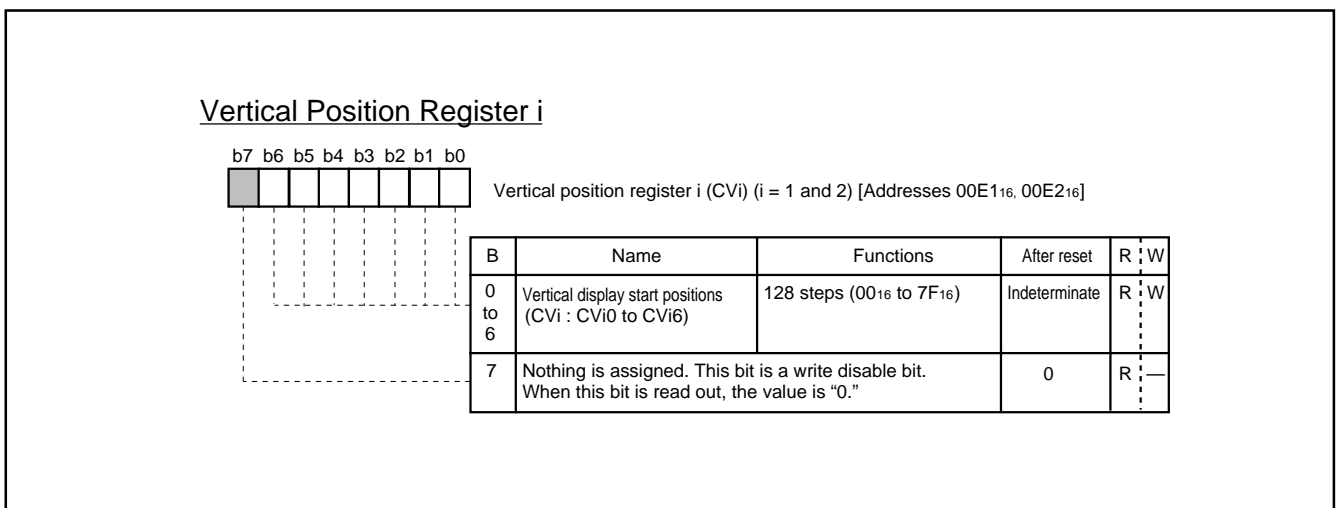 Vertical Position Register i
b7 b6 b5 b4 b3 b2 b1 b0
Vertical position register i (CVi) (i = 1 and 2) [Addresses 00E1₁₆, 00E2₁₆]
B Name Functions After reset R W
0 to 6 Vertical display start positions (CVi : CVi0 to CVi6) 128 steps (00₁₆ to 7F₁₆) Indeterminate R W
7 Nothing is assigned. This bit is a write disable bit. 0 R —
When this bit is read out, the value is “0.”